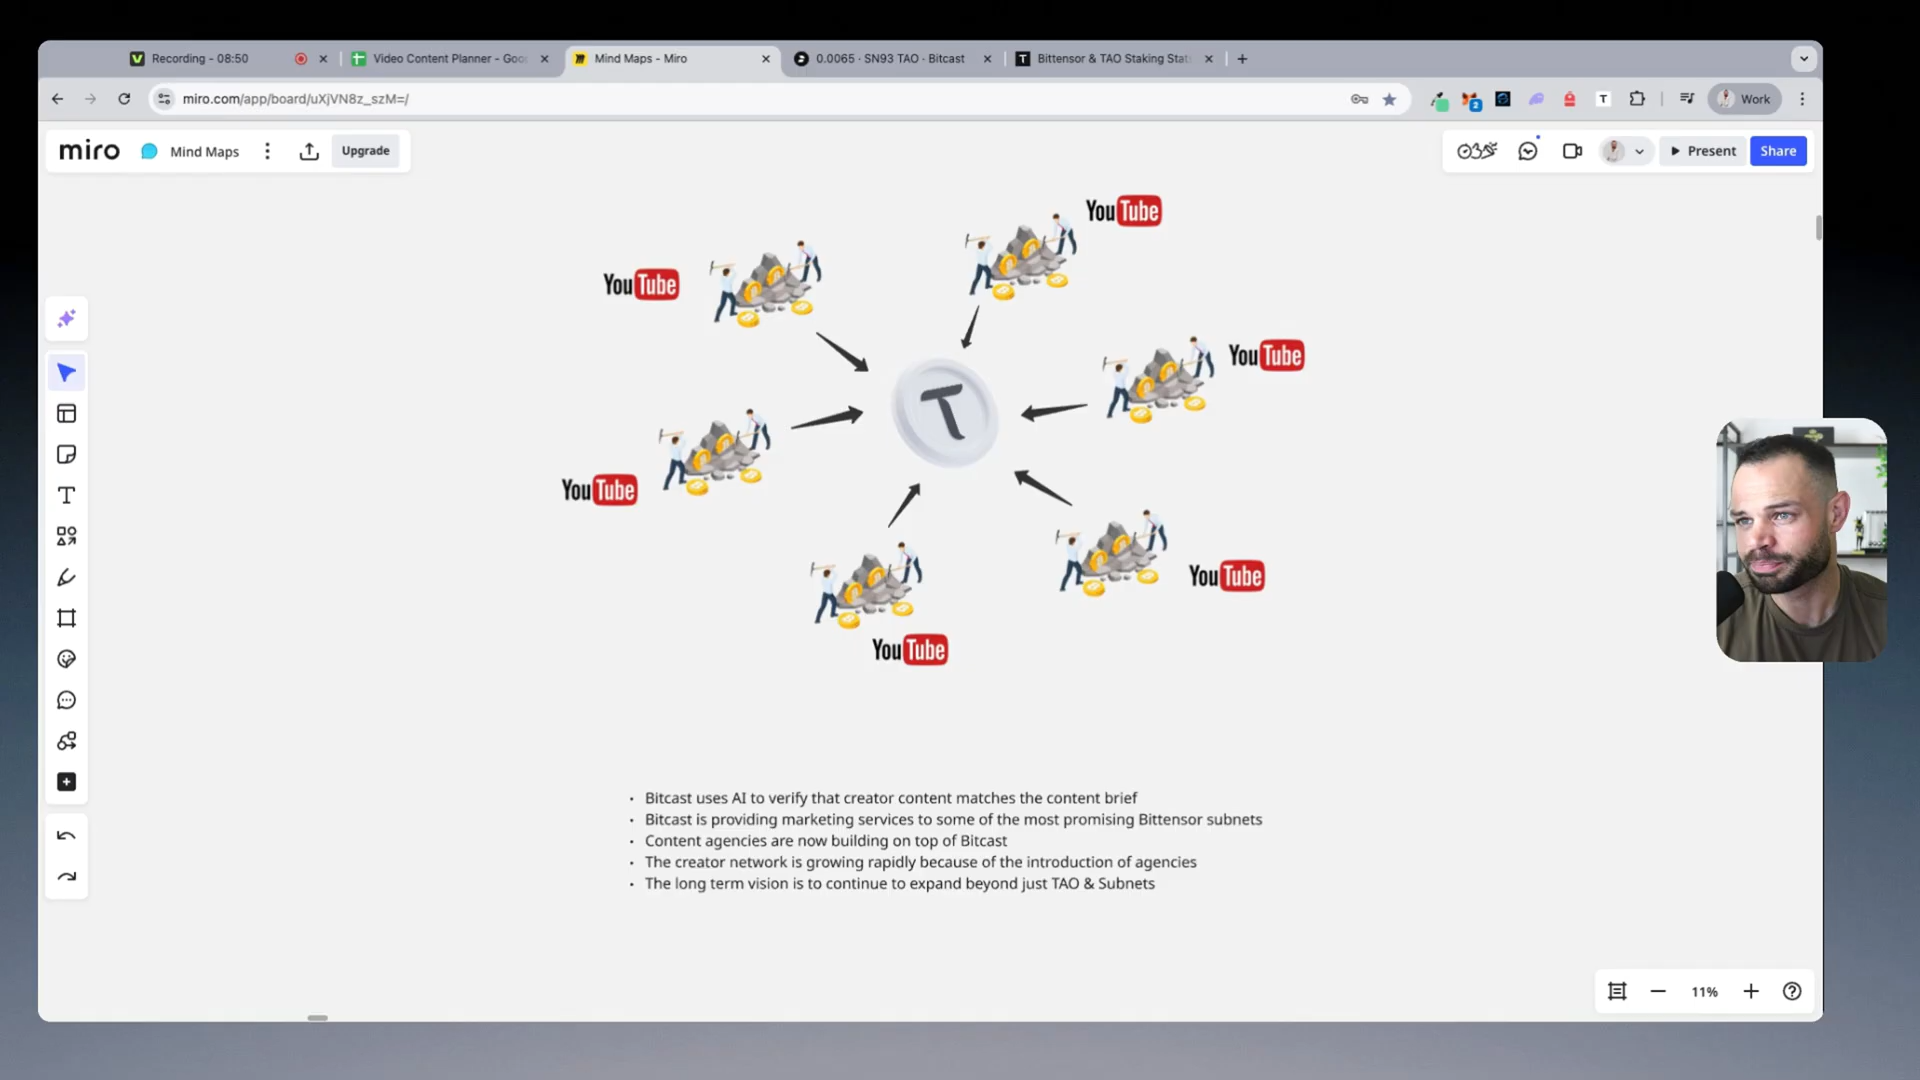 Recording - 08:50
Video Content Planner - Goo
Mind Maps - Miro
0.0065 · SN93 TAO · Bitcast
Bittensor & TAO Staking Stat
miro.com/app/board/uXjVN8z_szM=/
2
T
Work
miro
Mind Maps
Upgrade
Present
Share
YouTube
YouTube
YouTube
YouTube
YouTube
YouTube
· Bitcast uses AI to verify that creator content matches the content brief
· Bitcast is providing marketing services to some of the most promising Bittensor subnets
· Content agencies are now building on top of Bitcast
· The creator network is growing rapidly because of the introduction of agencies
· The long term vision is to continue to expand beyond just TAO & Subnets
11%